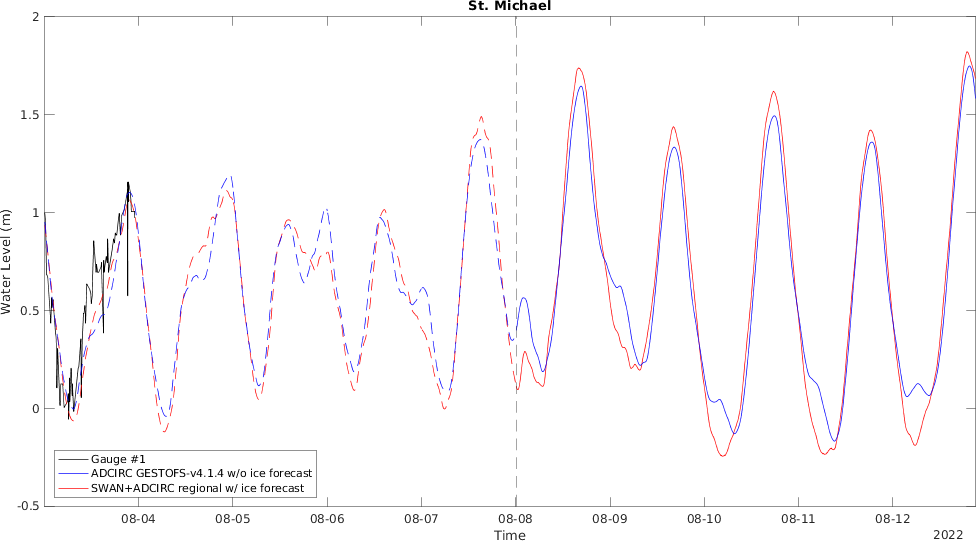 St. Michael
2
1.5
1
0.5
0
-0.5
Water Level (m)
Gauge #1
ADCIRC GESTOFS-v4.1.4 w/o ice forecast
SWAN+ADCIRC regional w/ ice forecast
08-04 08-05 08-06 08-07 08-08 08-09 08-10 08-11 08-12
Time
2022